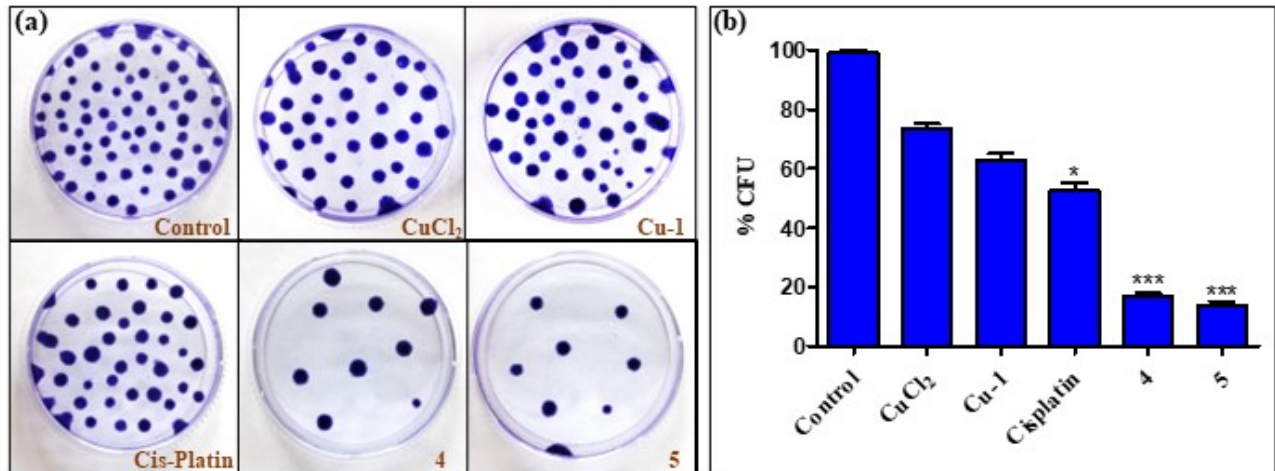 (a)
Control
CuCl₂
Cu-1
Cis-Platin
4
5
(b)
% CFU
100
80
60
40
20
0
*
***
***
Control
CuCl₂
Cu-1
Cisplatin
4
5